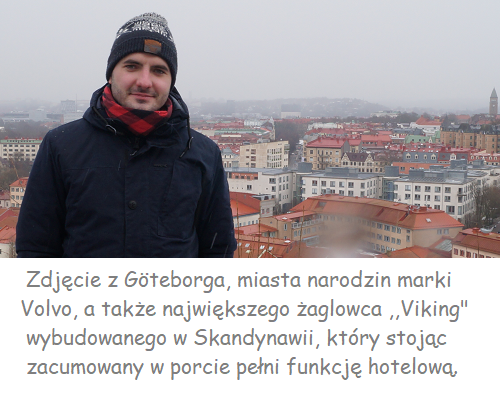 Zdjęcie z Göteborga, miasta narodzin marki
Volvo, a także największego żaglowca ,,Viking"
wybudowanego w Skandynawii, który stojąc
zacumowany w porcie pełni funkcję hotelową,